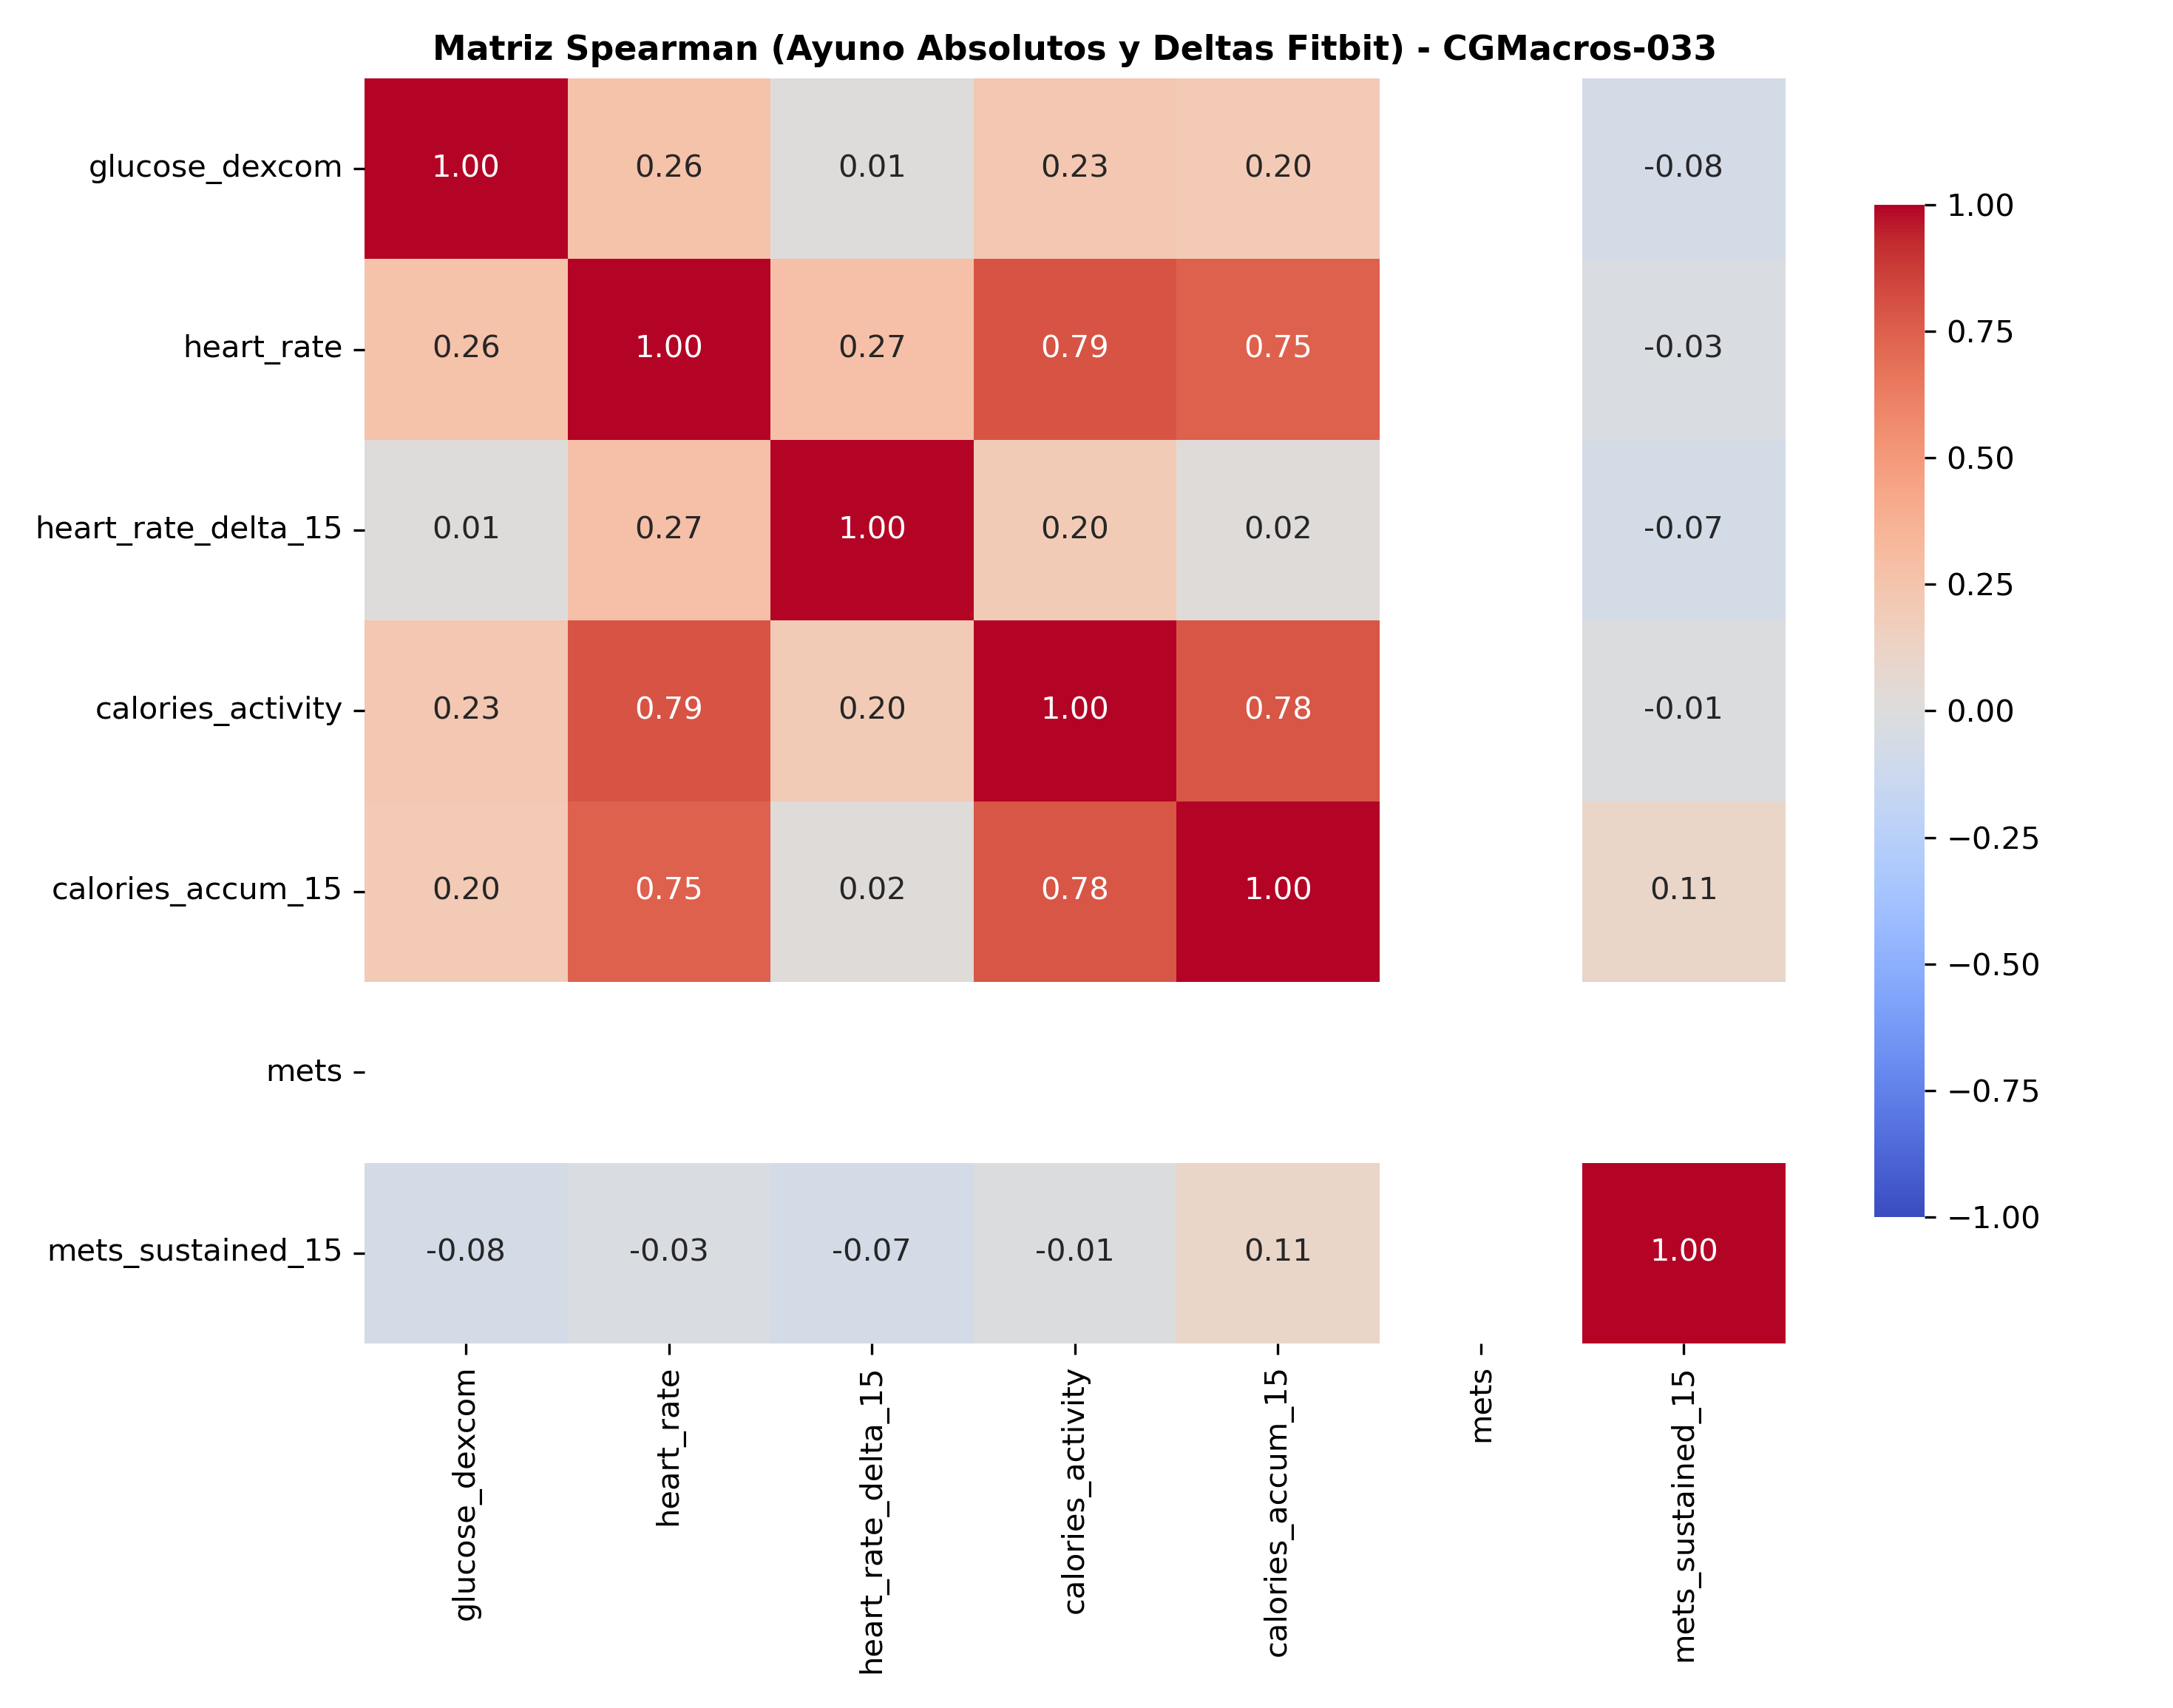 Matriz Spearman (Ayuno Absolutos y Deltas Fitbit) - CGMacros-033
glucose_dexcom 1.00 0.26 0.01 0.23 0.20 -0.08
heart_rate 0.26 1.00 0.27 0.79 0.75 -0.03
heart_rate_delta_15 0.01 0.27 1.00 0.20 0.02 -0.07
calories_activity 0.23 0.79 0.20 1.00 0.78 -0.01
calories_accum_15 0.20 0.75 0.02 0.78 1.00 0.11
mets
mets_sustained_15 -0.08 -0.03 -0.07 -0.01 0.11 1.00
glucose_dexcom
heart_rate
heart_rate_delta_15
calories_activity
calories_accum_15
mets
mets_sustained_15
1.00
0.75
0.50
0.25
0.00
−0.25
−0.50
−0.75
−1.00